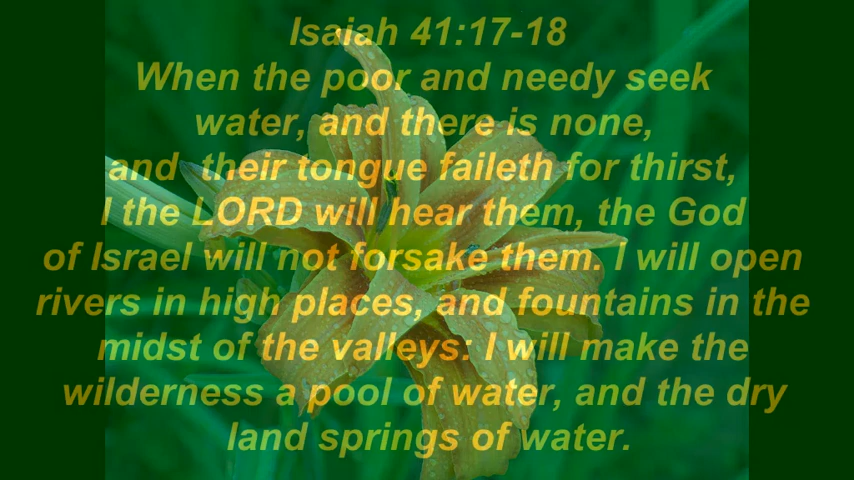 Isaiah 41:17-18
When the poor and needy seek
water, and there is none,
and their tongue faileth for thirst,
I the LORD will hear them, the God
of Israel will not forsake them. I will open
rivers in high places, and fountains in the
midst of the valleys: I will make the
wilderness a pool of water, and the dry
land springs of water.